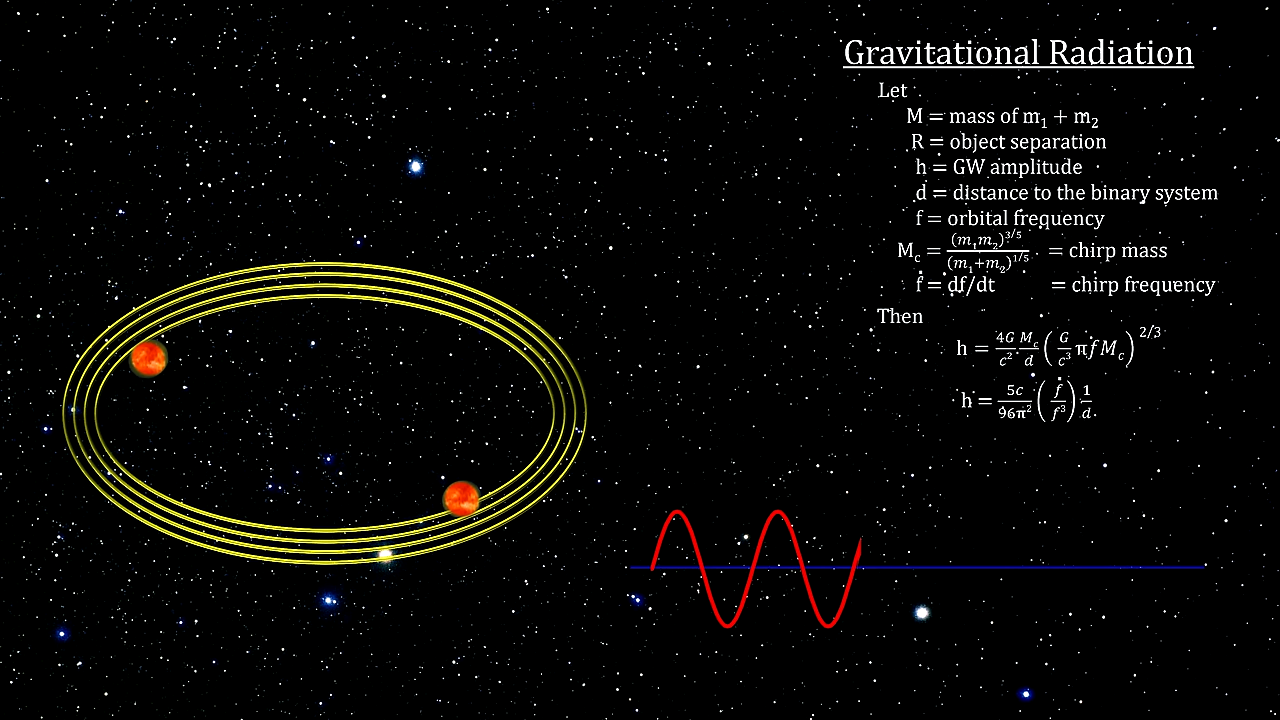 Gravitational Radiation
Let
M = mass of m₁ + m₂
R = object separation
h = GW amplitude
d = distance to the binary system
f = orbital frequency
M_c = (m₁m₂)^3/5 / (m₁+m₂)^1/5 = chirp mass
ḟ = df/dt = chirp frequency
Then
h = 4G/c² M_c/d (G/c³ πfM_c)^2/3
h = 5c/96π² (ḟ/f³) 1/d